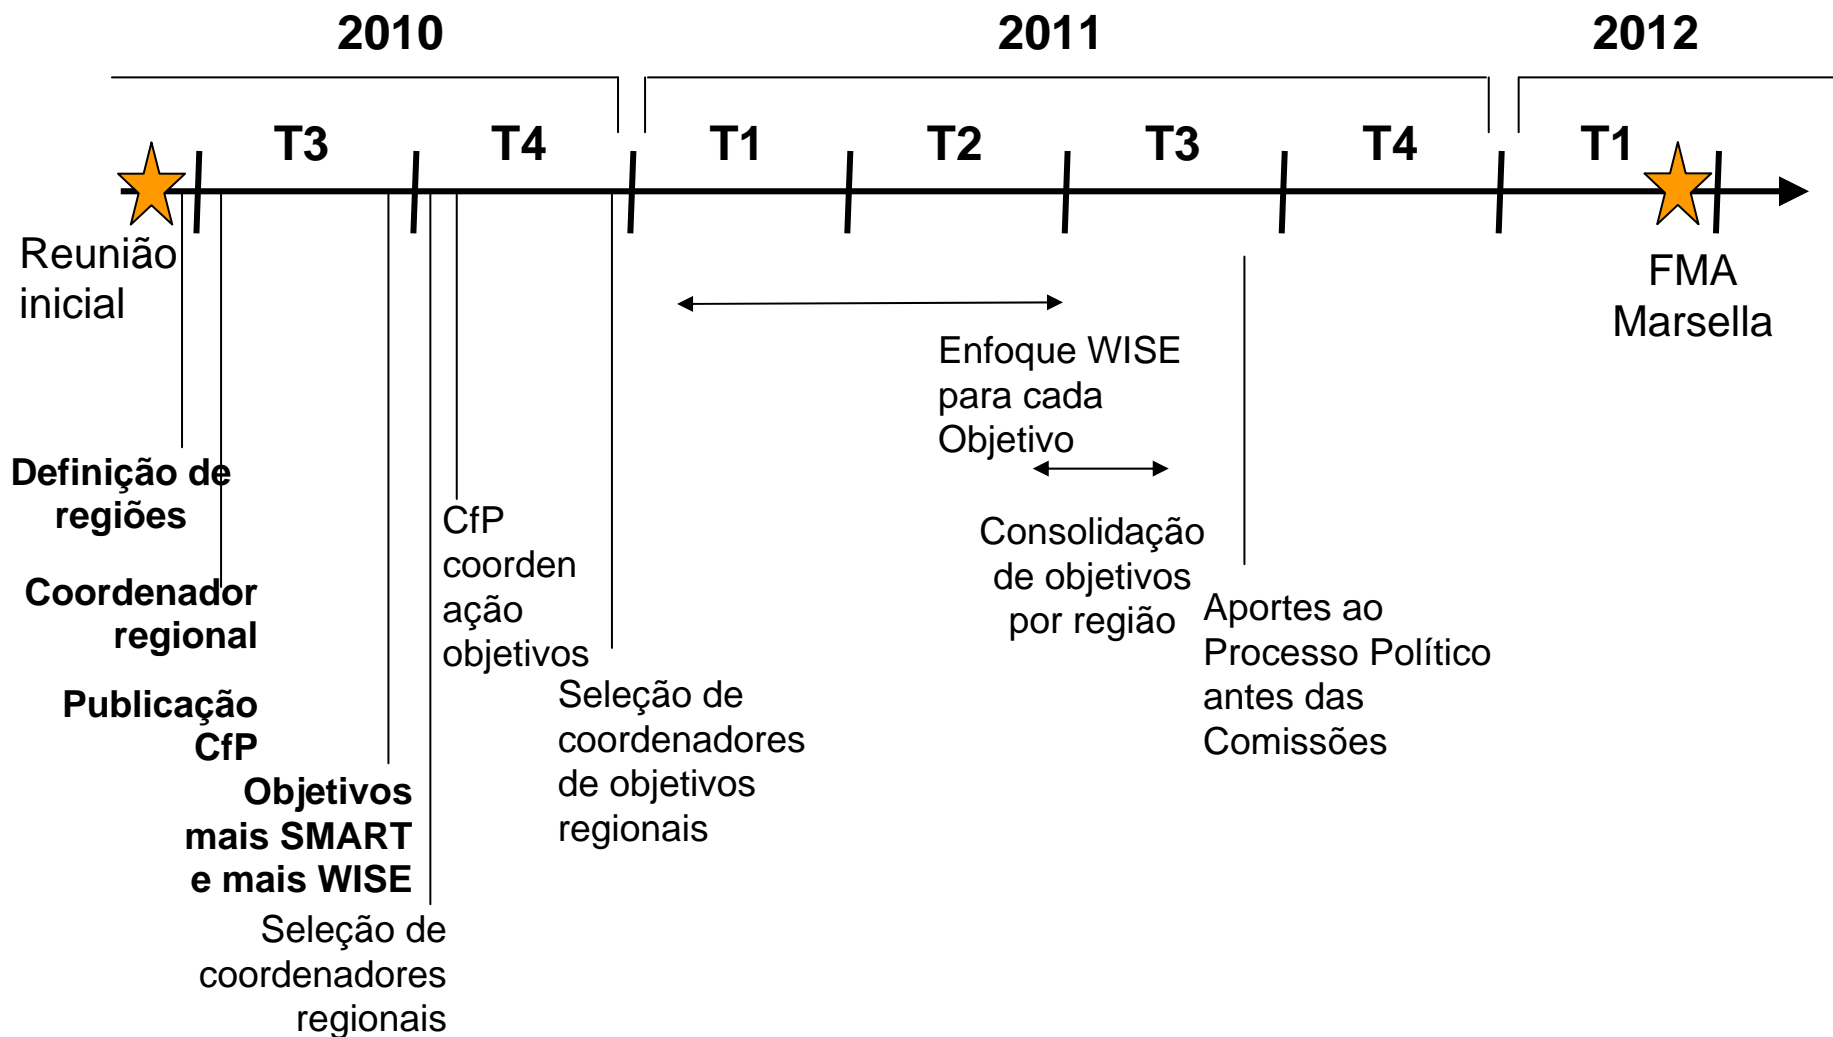 2010
2011
2012
T3
T4
T1
T2
T3
T4
T1
Reunião
inicial
FMA
Marsella
Enfoque WISE
para cada
Objetivo
Definição de
regiões
CfP
coorden
ação
objetivos
Consolidação
de objetivos
por região
Coordenador
regional
Aportes ao
Processo Político
antes das
Comissões
Publicação
CfP
Seleção de
coordenadores
de objetivos
regionais
Objetivos
mais SMART
e mais WISE
Seleção de
coordenadores
regionais